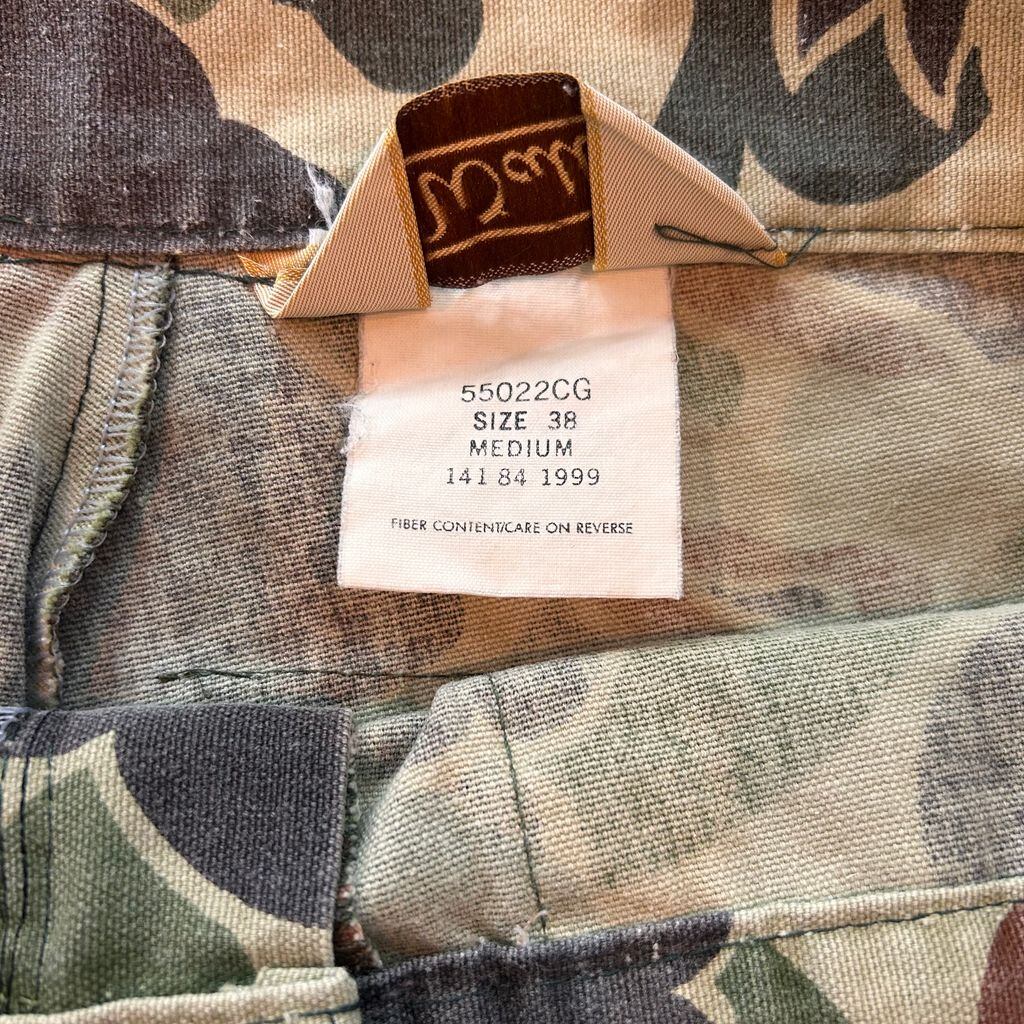 55022CG
SIZE 38
MEDIUM
141 84 1999
FIBER CONTENT/CARE ON REVERSE